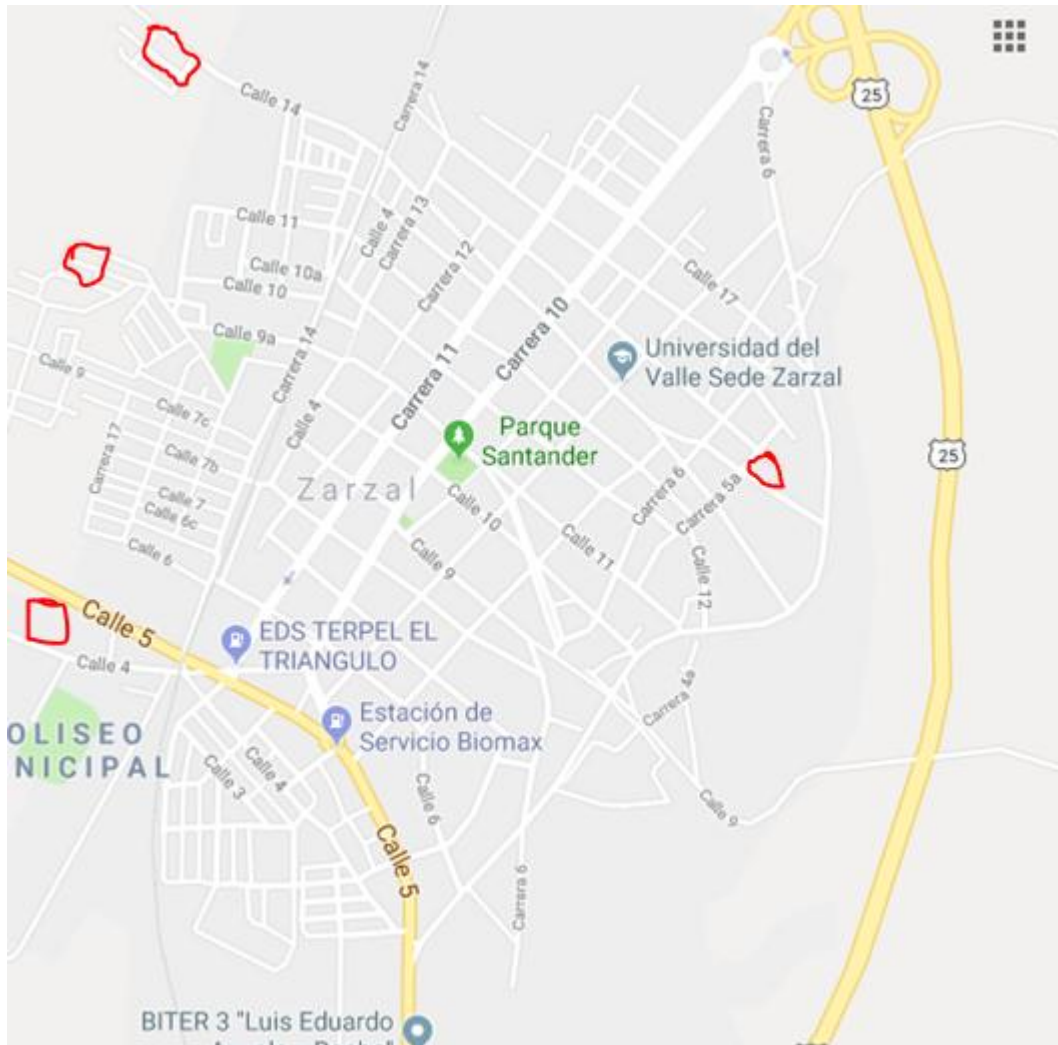 Calle 14
Carrera 14
25
Carrera 6
Calle 11
Calle 4
Carrera 13
Calle 10a
Calle 10
Carrera 12
Calle 17
Calle 9a
Carrera 14
Carrera 11
Carrera 10
Universidad del
Valle Sede Zarzal
Calle 9
Calle 7c
Calle 4
Carrera 17
Calle 7b
Parque
Santander
25
Calle 7
Calle 6c
Zarzal
Calle 10
Carrera 6
Carrera 5a
Calle 6
Calle 9
Calle 11
Calle 12
Calle 5
EDS TERPEL EL
TRIANGULO
Calle 4
Carrera 4a
OLISEO
NICIPAL
Estación de
Servicio Biomax
Calle 3
Calle 4
Calle 6
Calle 9
Calle 5
Carrera 6
BITER 3 "Luis Eduardo